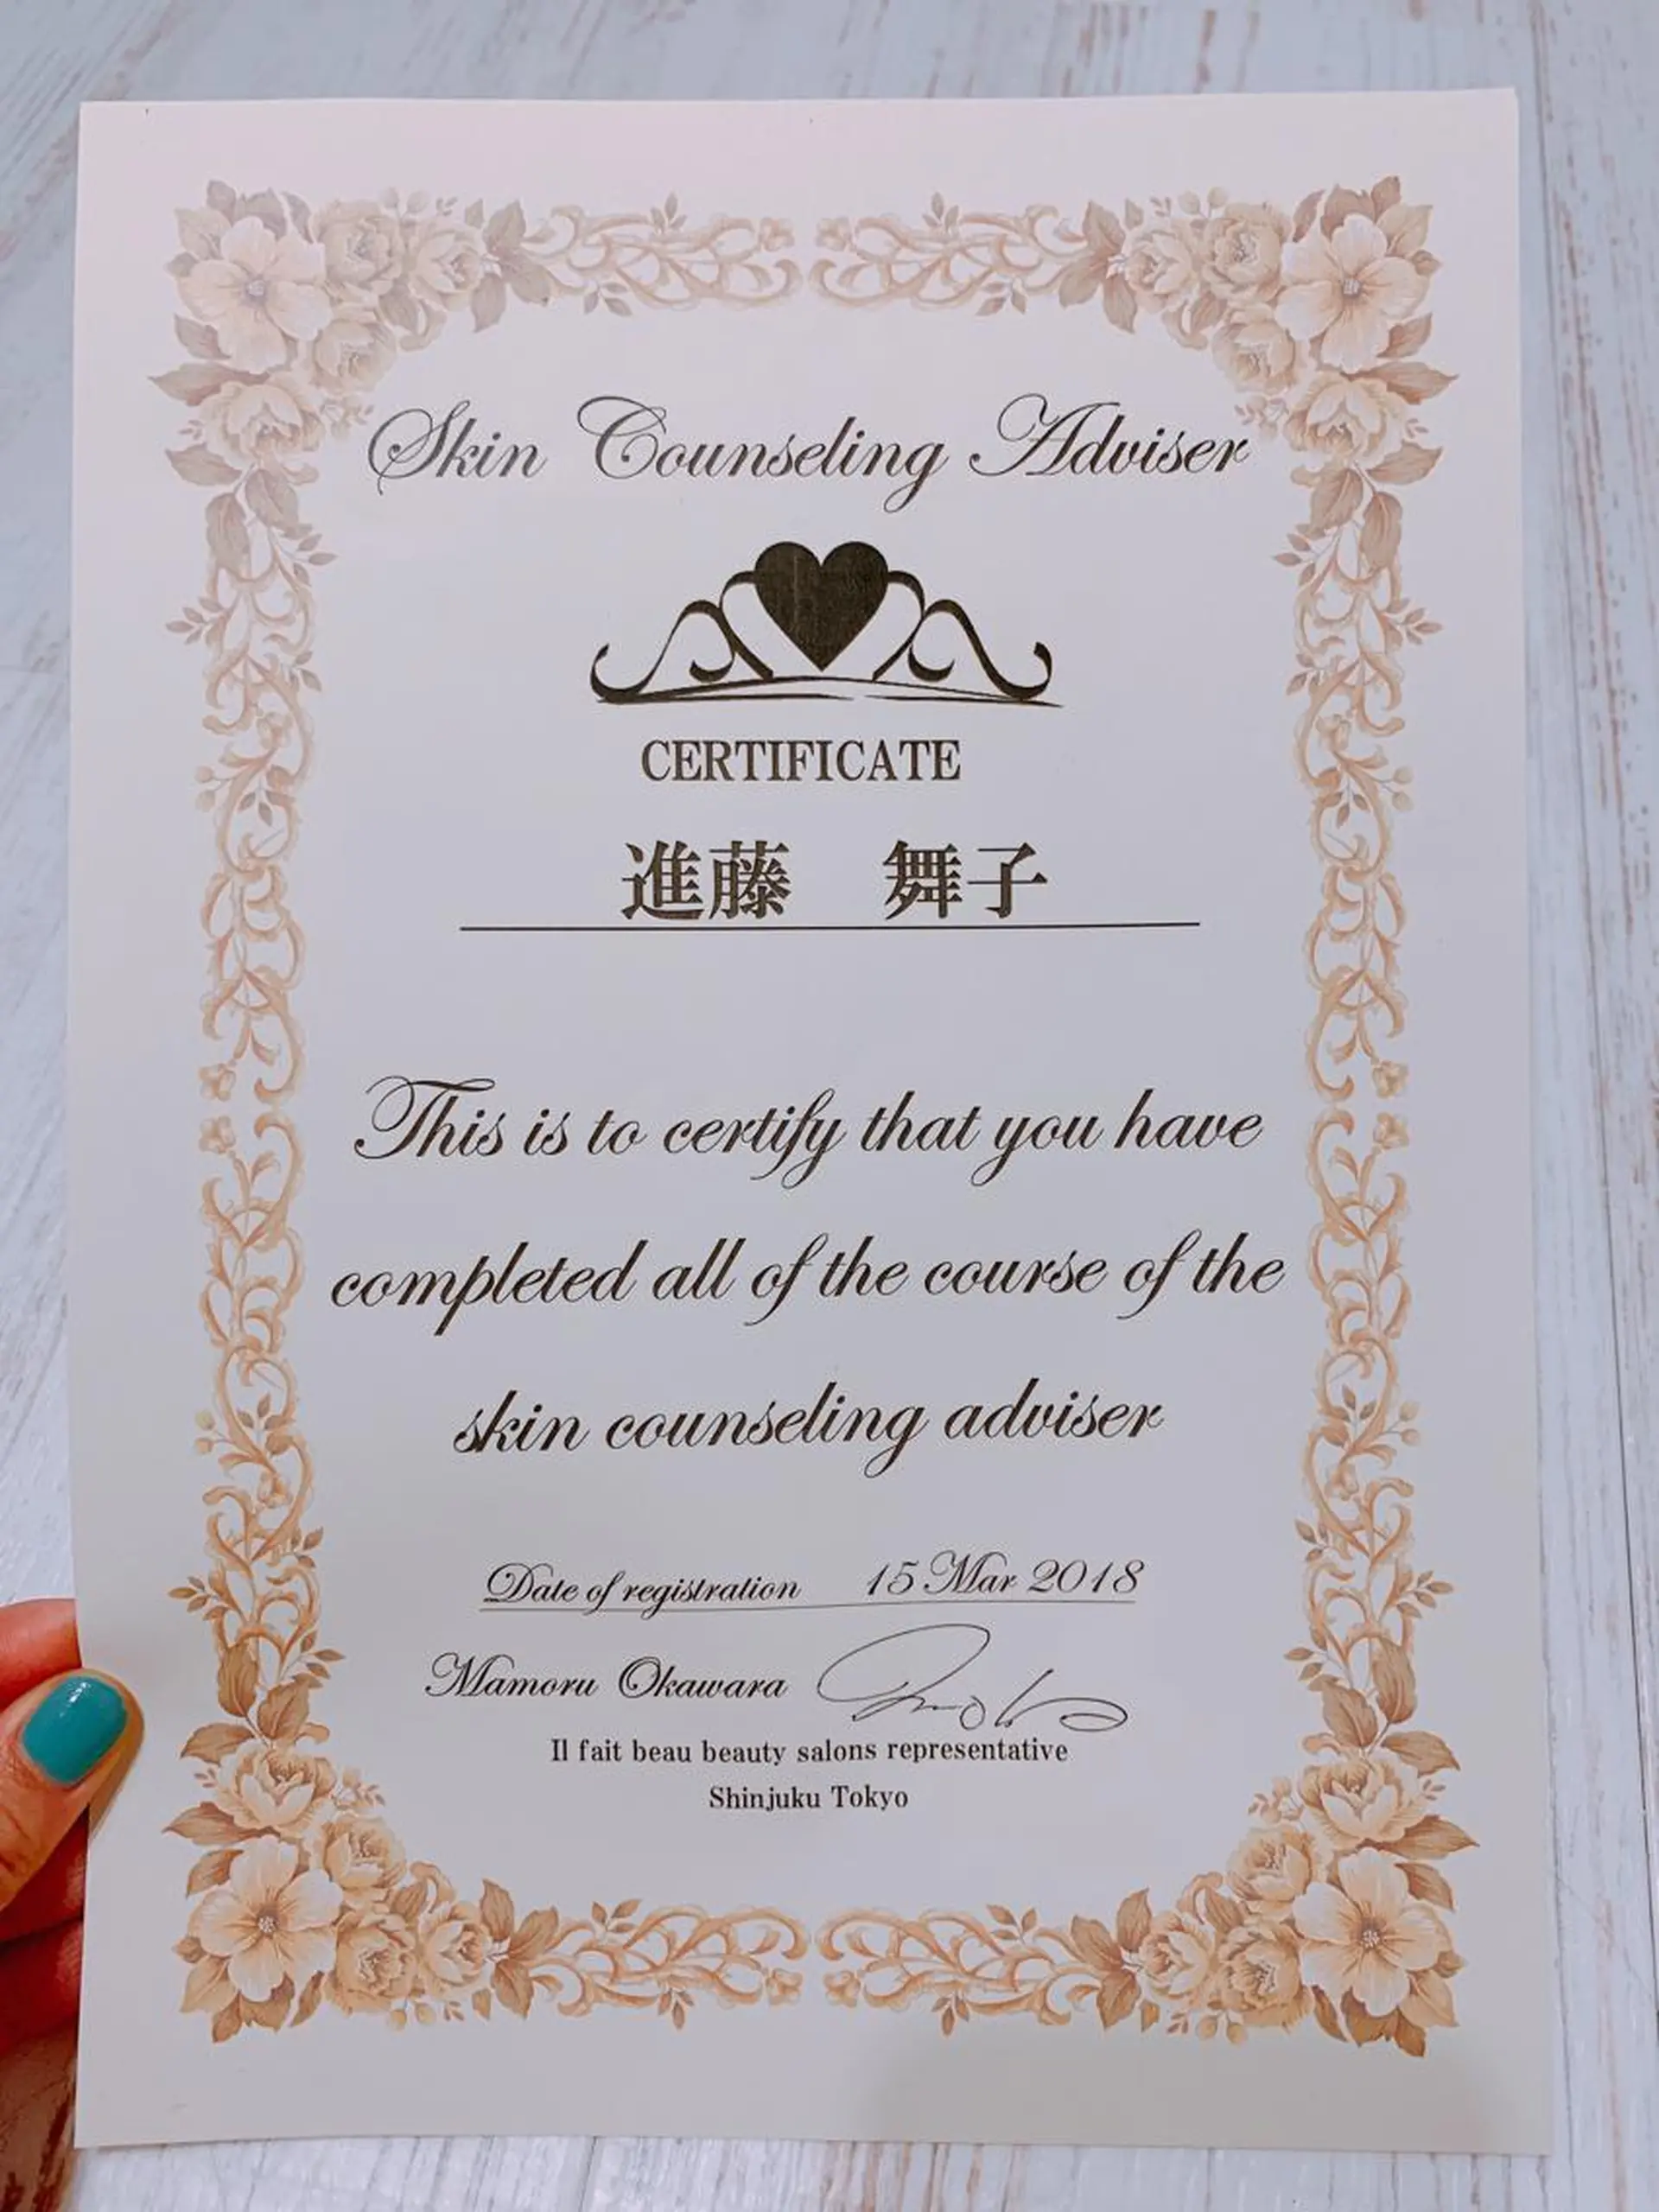 Skin Counseling Adviser
CERTIFICATE
進藤　舞子
This is to certify that you have
completed all of the course of the
skin counseling adviser
Date of registration 15 Mar 2018
Mamoru Okawara
Il fait beau beauty salons representative
Shinjuku Tokyo